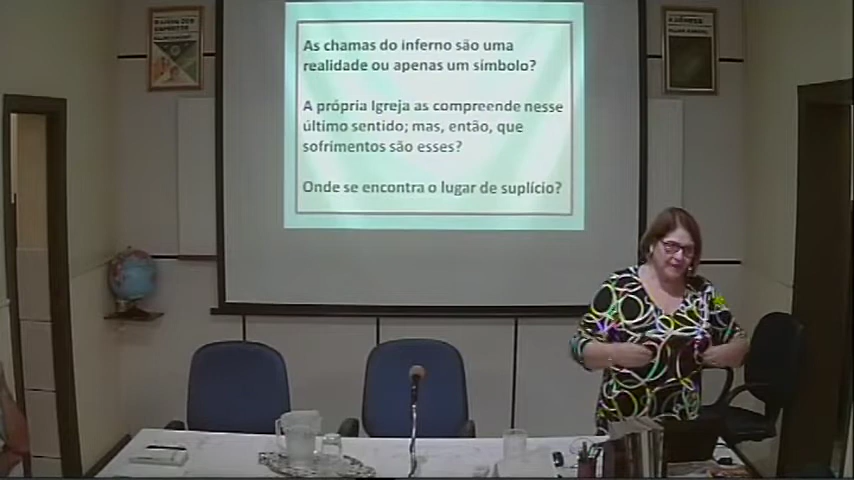 As chamas do inferno são uma
realidade ou apenas um símbolo?
A própria Igreja as compreende nesse
último sentido; mas, então, que
sofrimentos são esses?
Onde se encontra o lugar de suplício?
A GÊNESE